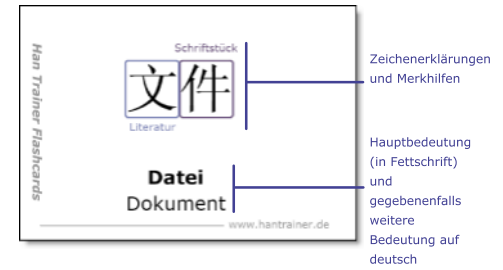 Han Trainer Flashcards
Schriftstück
文件
Literatur
Datei
Dokument
www.hantrainer.de
Zeichenerklärungen
und Merkhilfen
Hauptbedeutung
(in Fettschrift)
und
gegebenenfalls
weitere
Bedeutung auf
deutsch